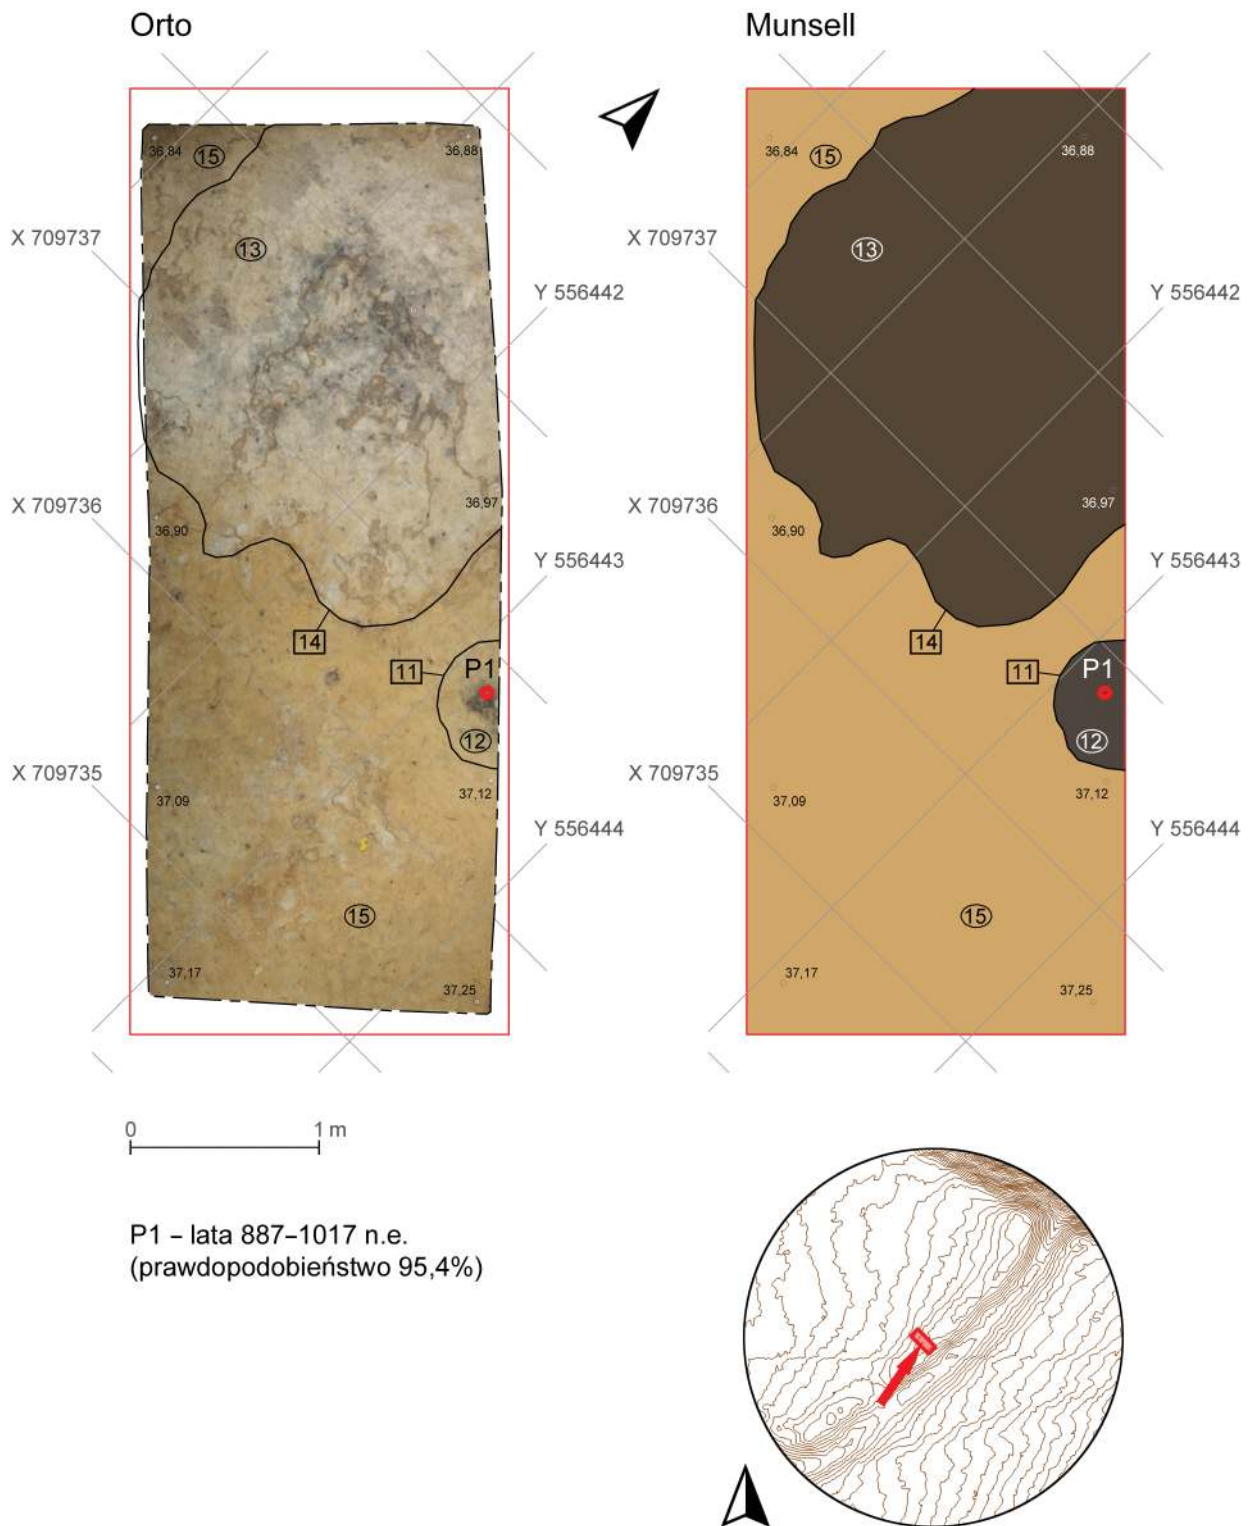 Orto
Munsell
36,84
15
36,88
36,84
15
36,88
X 709737
13
X 709737
13
Y 556442
Y 556442
X 709736
36,90
36,97
X 709736
36,90
36,97
Y 556443
Y 556443
14
14
11
P1
11
P1
12
12
X 709735
37,09
37,12
X 709735
37,09
37,12
Y 556444
Y 556444
15
15
37,17
37,25
37,17
37,25
0 1 m
P1 – lata 887–1017 n.e.
(prawdopodobieństwo 95,4%)